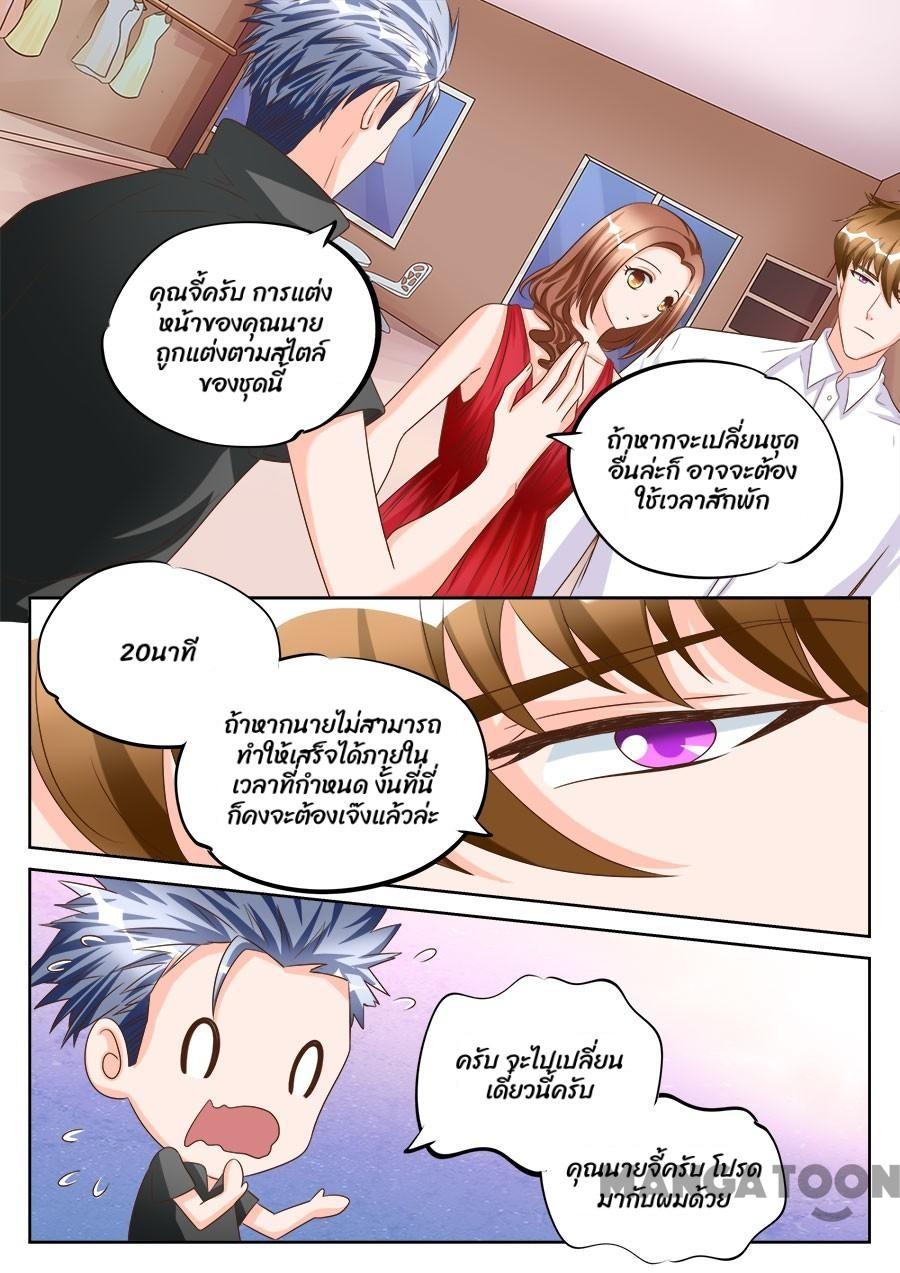 คุณจี้ครับ การแต่ง
หน้าของคุณนาย
ถูกแต่งตามสไตล์
ของชุดนี้
ถ้าหากจะเปลี่ยนชุด
อื่นล่ะก็ อาจจะต้อง
ใช้เวลาสักพัก
20นาที
ถ้าหากนายไม่สามารถ
ทำให้เสร็จได้ภายใน
เวลาที่กำหนด งั้นที่นี่
ก็คงจะต้องเจ๊งแล้วล่ะ
ครับ จะไปเปลี่ยน
เดี๋ยวนี้ครับ
คุณนายจี้ครับ โปรด
มากับผมด้วย
MANGATOON